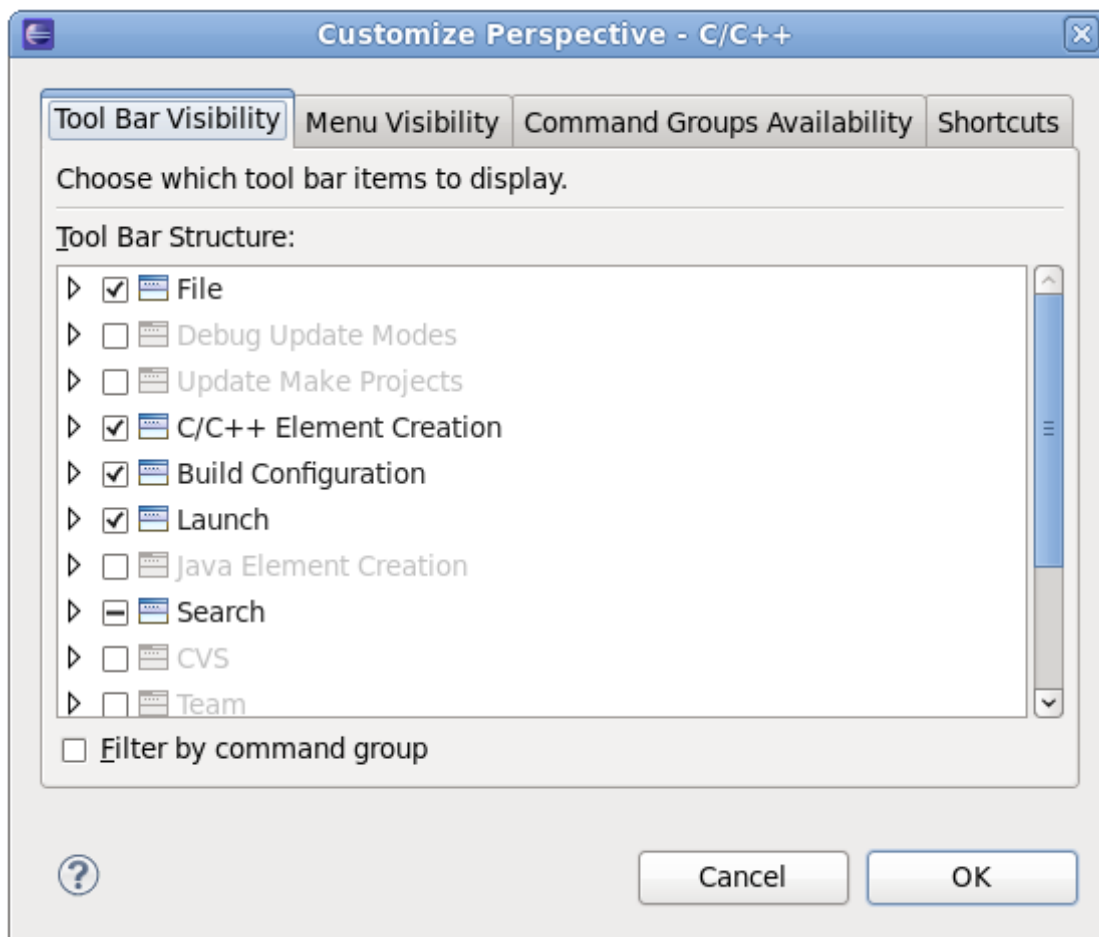 Customize Perspective - C/C++
Tool Bar Visibility Menu Visibility Command Groups Availability Shortcuts
Choose which tool bar items to display.
Tool Bar Structure:
File
Debug Update Modes
Update Make Projects
C/C++ Element Creation
Build Configuration
Launch
Java Element Creation
Search
CVS
Team
Filter by command group
? Cancel OK